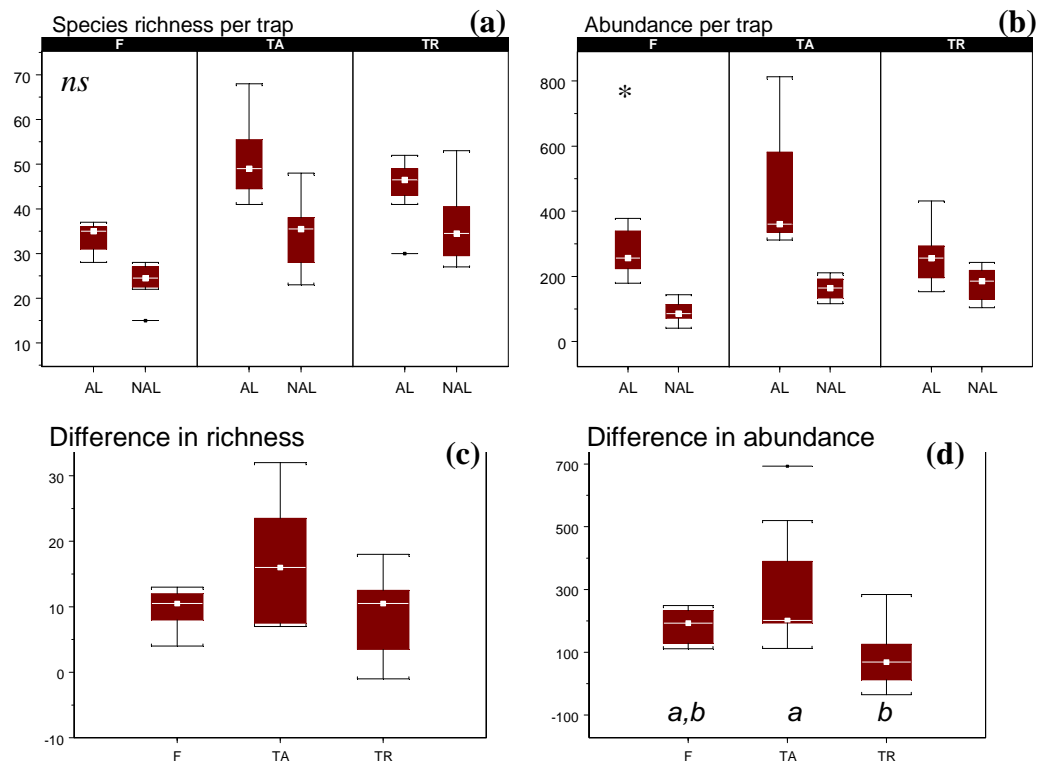 Species richness per trap (a)
F TA TR
ns
70
60
50
40
30
20
10
AL NAL AL NAL AL NAL
Abundance per trap (b)
F TA TR
*
800
600
400
200
0
AL NAL AL NAL AL NAL
Difference in richness (c)
30
20
10
0
-10
F TA TR
Difference in abundance (d)
700
500
300
100
-100
a,b a b
F TA TR